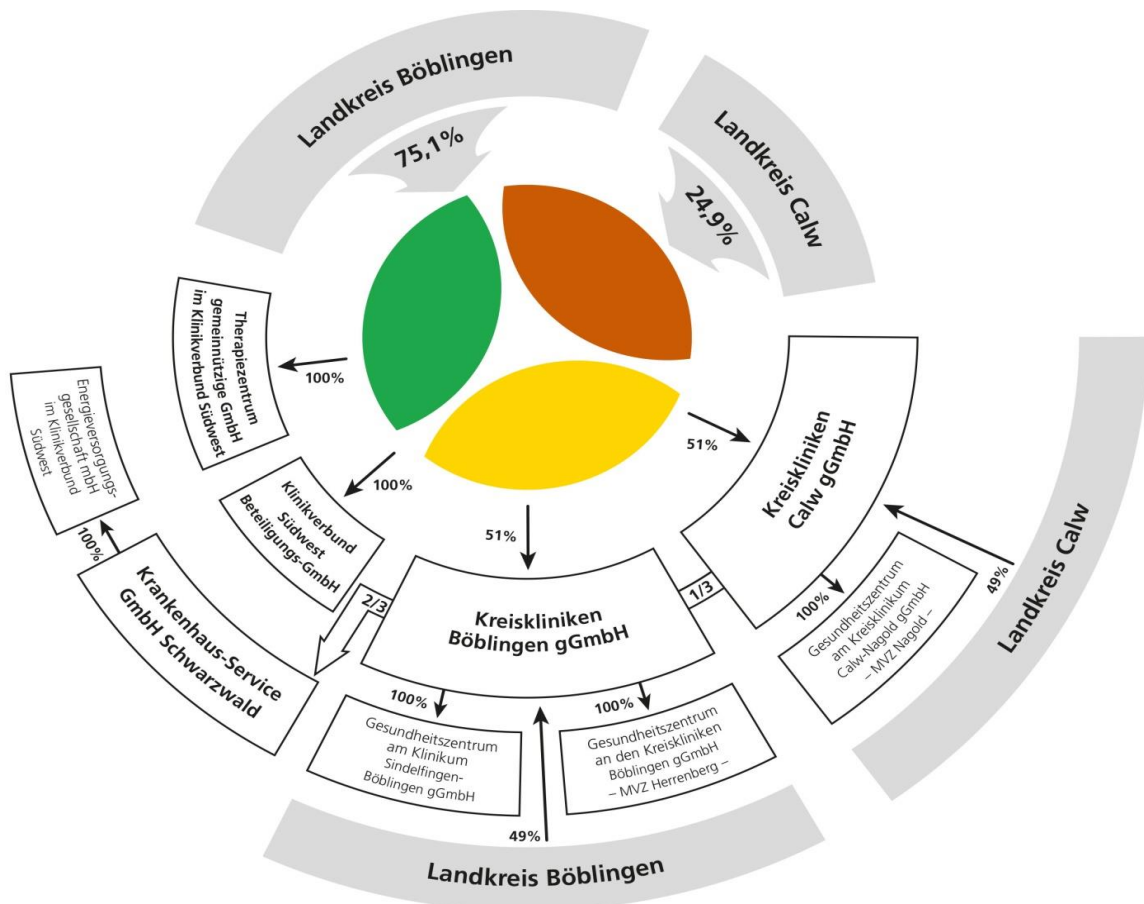 Landkreis Böblingen
75,1%
Landkreis Calw
24,9%
Therapiezentrum
gemeinnützige GmbH
im Klinikverbund Südwest
100%
Energieversorgungs-
gesellschaft mbH
im Klinikverbund
Südwest
100%
Klinikverbund
Südwest
Beteiligungs-GmbH
100%
Krankenhaus-Service
GmbH Schwarzwald
2/3
51%
Kreiskliniken
Böblingen gGmbH
1/3
51%
Kreiskliniken
Calw gGmbH
100%
Gesundheitszentrum
am Kreisklinikum
Calw-Nagold gGmbH
– MVZ Nagold –
49%
Landkreis Calw
100%
Gesundheitszentrum
am Klinikum
Sindelfingen-
Böblingen gGmbH
100%
Gesundheitszentrum
an den Kreiskliniken
Böblingen gGmbH
– MVZ Herrenberg –
49%
Landkreis Böblingen